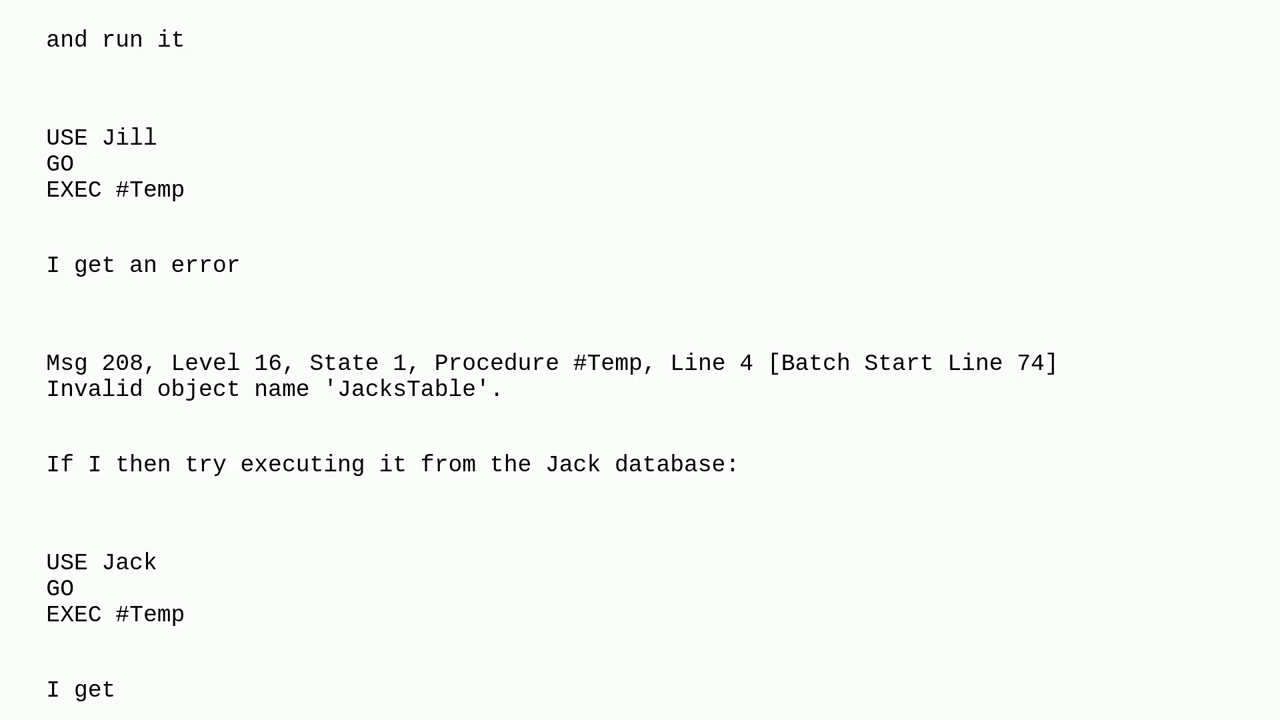 and run it
USE Jill
GO
EXEC #Temp
I get an error
Msg 208, Level 16, State 1, Procedure #Temp, Line 4 [Batch Start Line 74]
Invalid object name 'JacksTable'.
If I then try executing it from the Jack database:
USE Jack
GO
EXEC #Temp
I get